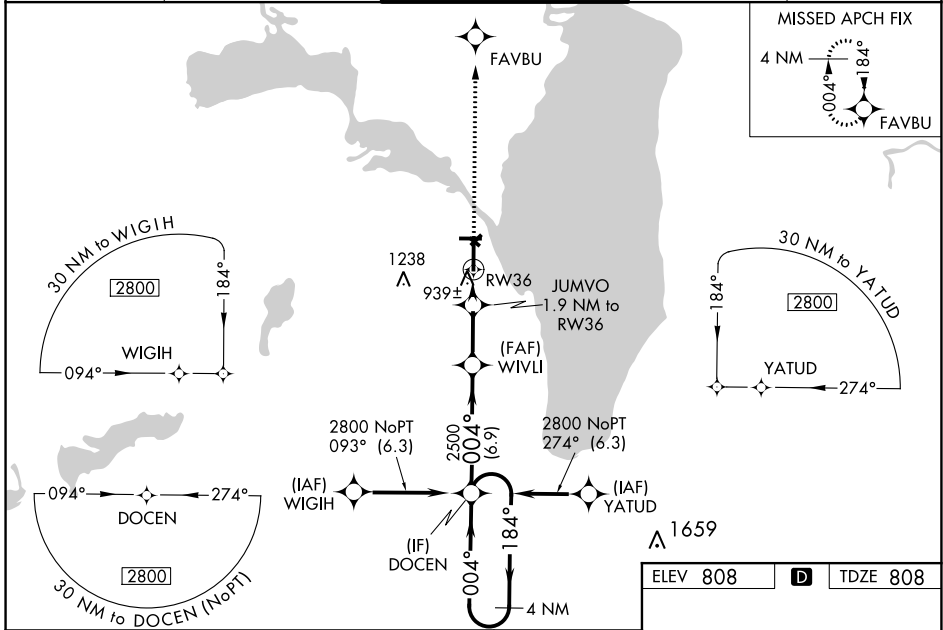 MISSED APCH FIX
4 NM
184°
004°
FAVBU
FAVBU
30 NM to WIGIH
2800
184°
WIGIH
094°
1238
939±
RW36
JUMVO
1.9 NM to
RW36
(FAF)
WIVLI
30 NM to YATUD
2800
184°
YATUD
274°
2800 NoPT
093° (6.3)
2500
004°
(6.9)
2800 NoPT
274° (6.3)
(IAF)
WIGIH
(IAF)
YATUD
(IF)
DOCEN
004°
184°
4 NM
094°
274°
DOCEN
2800
30 NM to DOCEN (NoPT)
1659
ELEV 808
D
TDZE 808